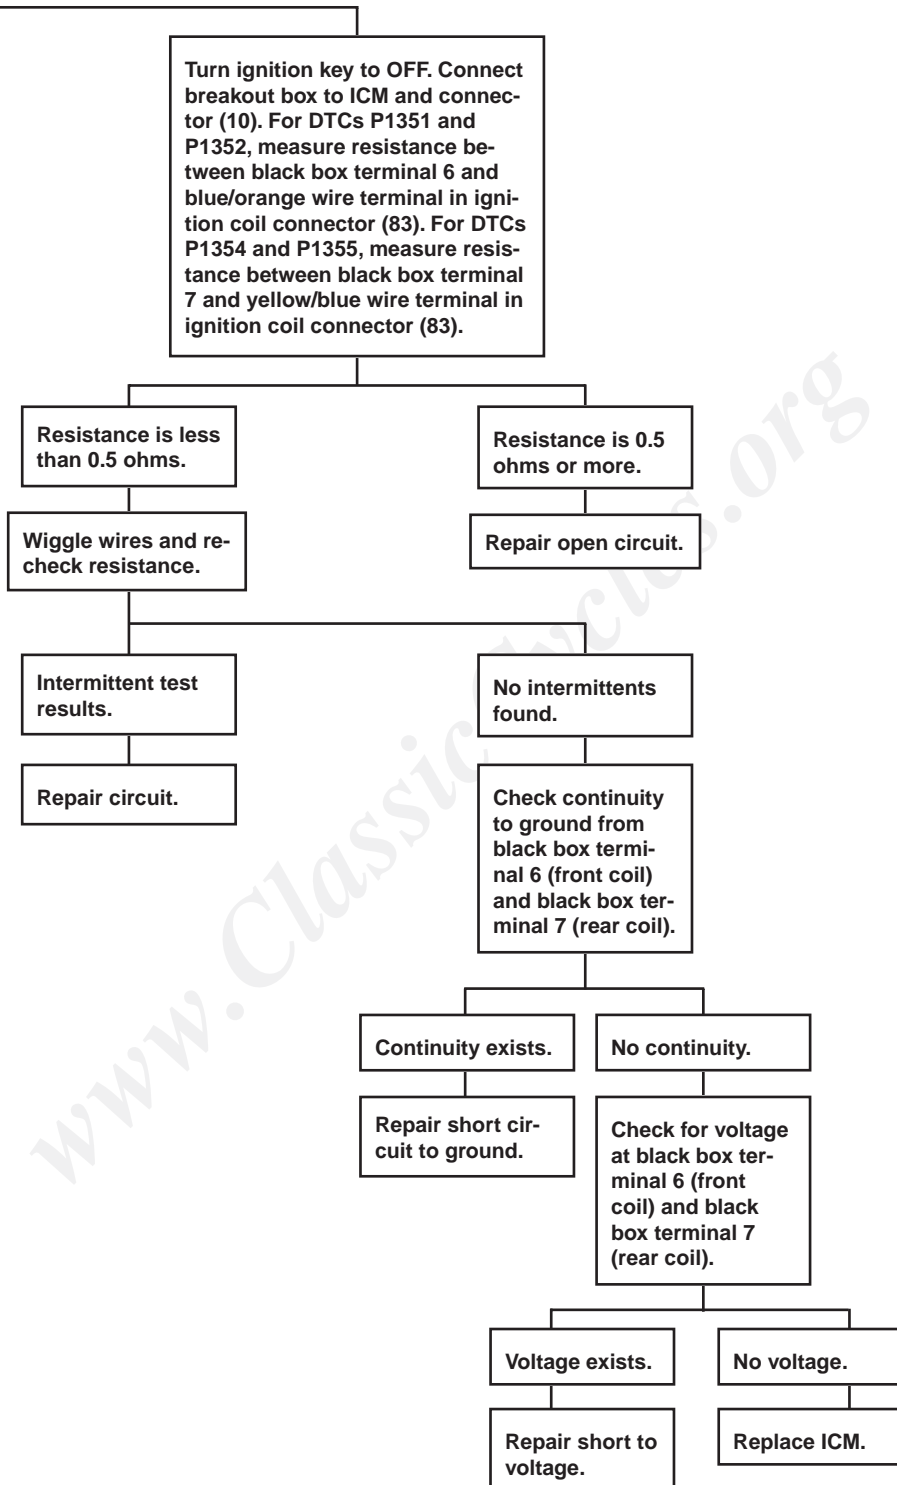 Turn ignition key to OFF. Connect
breakout box to ICM and connec-
tor (10). For DTCs P1351 and
P1352, measure resistance be-
tween black box terminal 6 and
blue/orange wire terminal in igni-
tion coil connector (83). For DTCs
P1354 and P1355, measure resis-
tance between black box terminal
7 and yellow/blue wire terminal in
ignition coil connector (83).
Resistance is less
than 0.5 ohms.
Resistance is 0.5
ohms or more.
Wiggle wires and re-
check resistance.
Repair open circuit.
Intermittent test
results.
No intermittents
found.
Repair circuit.
Check continuity
to ground from
black box termi-
nal 6 (front coil)
and black box ter-
minal 7 (rear coil).
Continuity exists.
No continuity.
Repair short cir-
cuit to ground.
Check for voltage
at black box ter-
minal 6 (front
coil) and black
box terminal 7
(rear coil).
Voltage exists.
No voltage.
Repair short to
voltage.
Replace ICM.
www.ClassicCycles.org